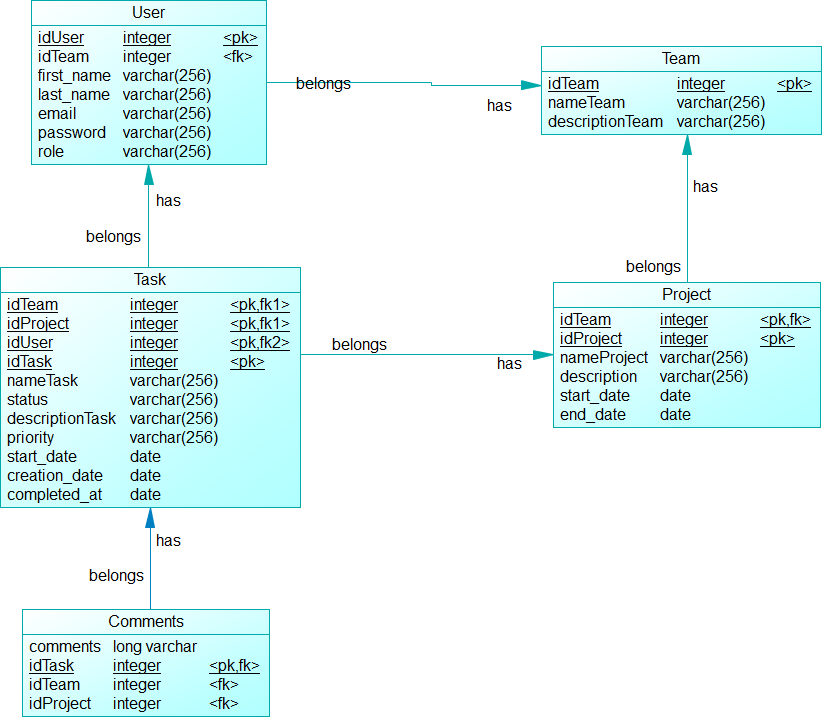 User
idUser integer <pk>
idTeam integer <fk>
first_name varchar(256)
last_name varchar(256)
email varchar(256)
password varchar(256)
role varchar(256)
belongs
has
Team
idTeam integer <pk>
nameTeam varchar(256)
descriptionTeam varchar(256)
has
belongs
has
belongs
Task
idTeam integer <pk,fk1>
idProject integer <pk,fk1>
idUser integer <pk,fk2>
idTask integer <pk>
nameTask varchar(256)
status varchar(256)
descriptionTask varchar(256)
priority varchar(256)
start_date date
creation_date date
completed_at date
belongs
has
Project
idTeam integer <pk,fk>
idProject integer <pk>
nameProject varchar(256)
description varchar(256)
start_date date
end_date date
has
belongs
Comments
comments long varchar
idTask integer <pk,fk>
idTeam integer <fk>
idProject integer <fk>